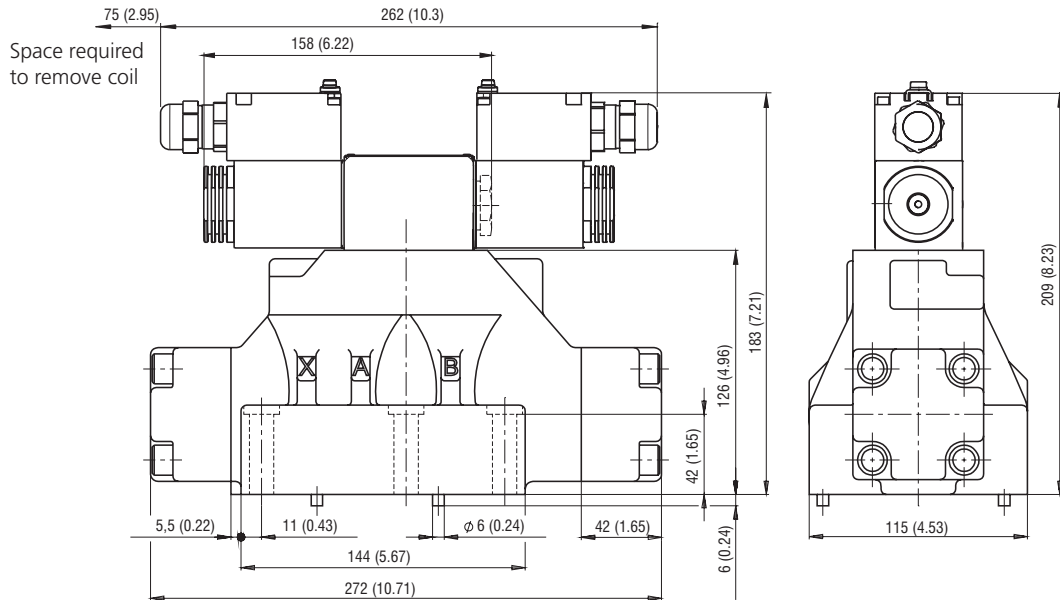 75 (2.95)
262 (10.3)
Space required
to remove coil
158 (6.22)
X
A
B
126 (4.96)
183 (7.21)
209 (8.23)
42 (1.65)
5,5 (0.22)
11 (0.43)
ϕ 6 (0.24)
42 (1.65)
6 (0.24)
115 (4.53)
144 (5.67)
272 (10.71)